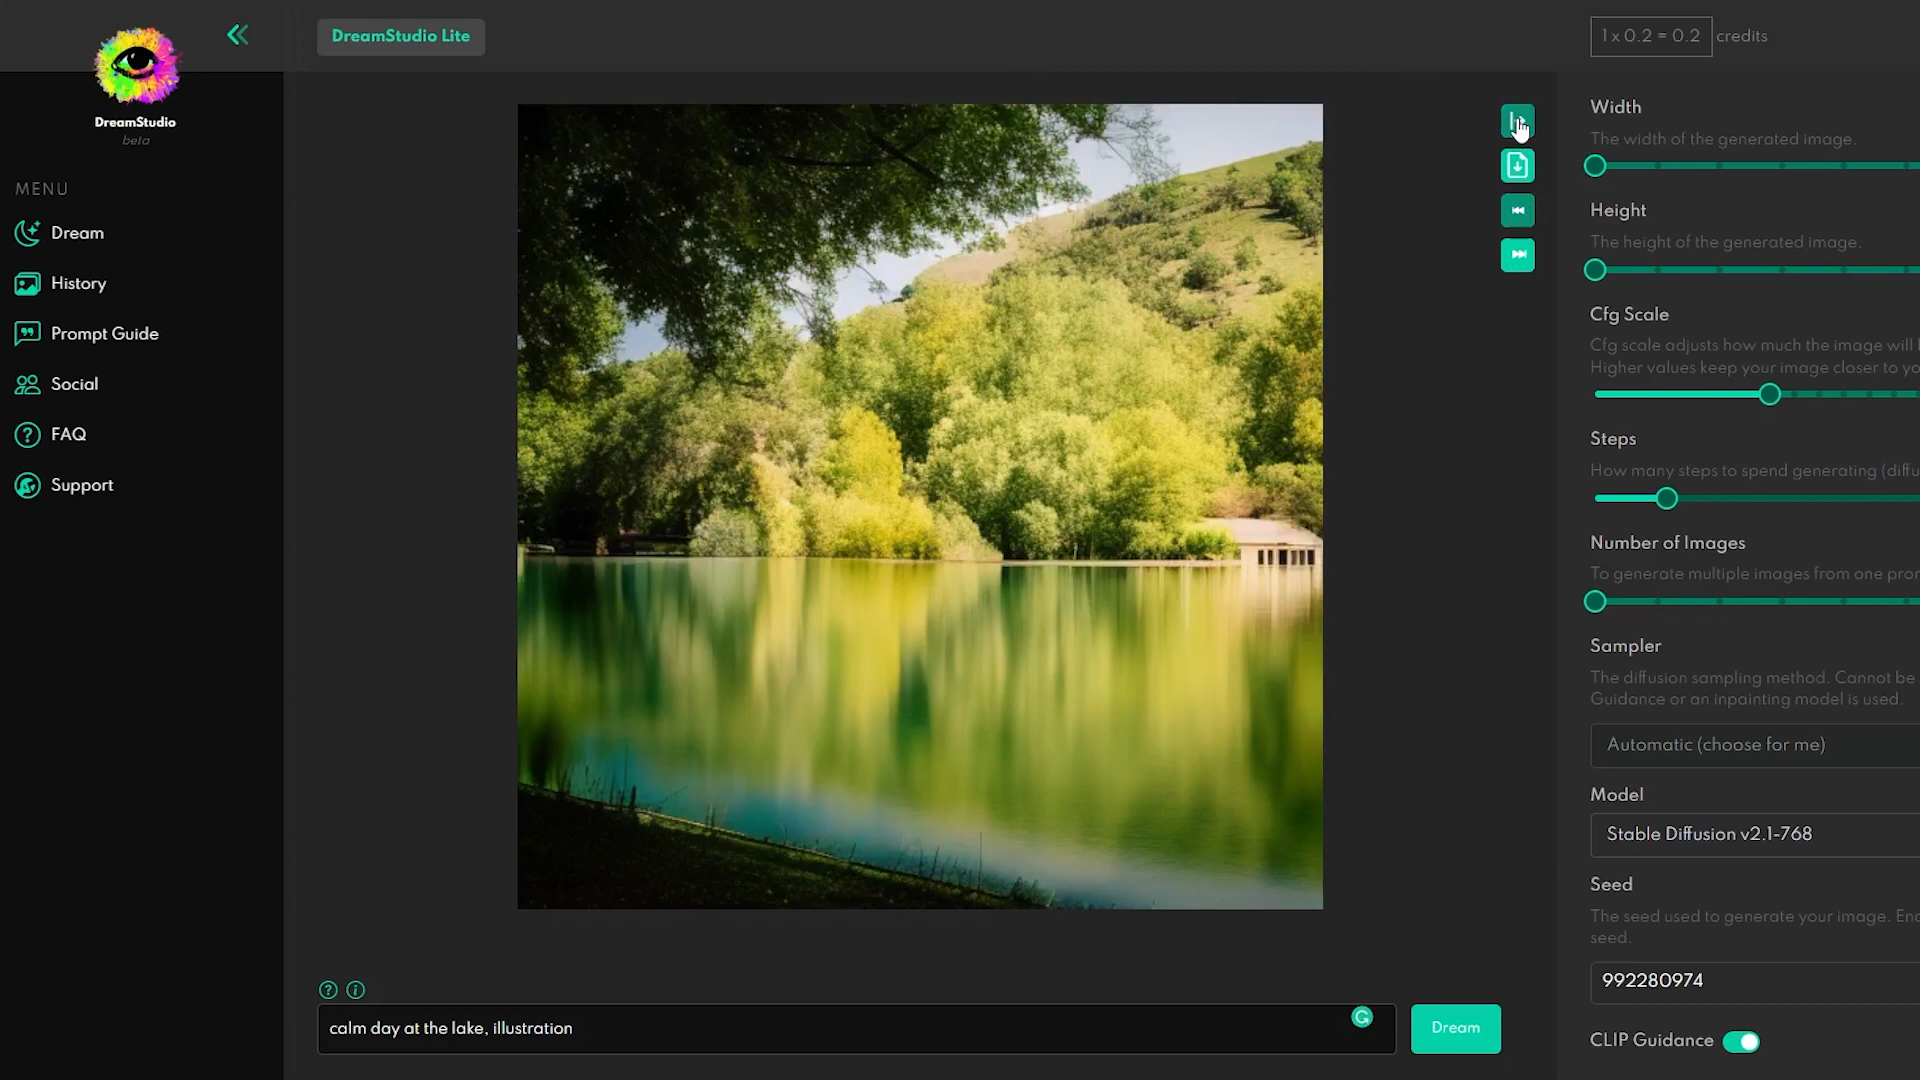 DreamStudio
beta
MENU
Dream
History
Prompt Guide
Social
FAQ
Support
DreamStudio Lite
calm day at the lake, illustration
Dream
1 x 0.2 = 0.2 credits
Width
The width of the generated image.
Height
The height of the generated image.
Cfg Scale
Cfg scale adjusts how much the image will
Higher values keep your image closer to
Steps
How many steps to spend generating
Number of Images
To generate multiple images from one
Sampler
The diffusion sampling method. Cannot be
Guidance or an inpainting model is used.
Automatic (choose for me)
Model
Stable Diffusion v2.1-768
Seed
The seed used to generate your image.
seed.
992280974
CLIP Guidance